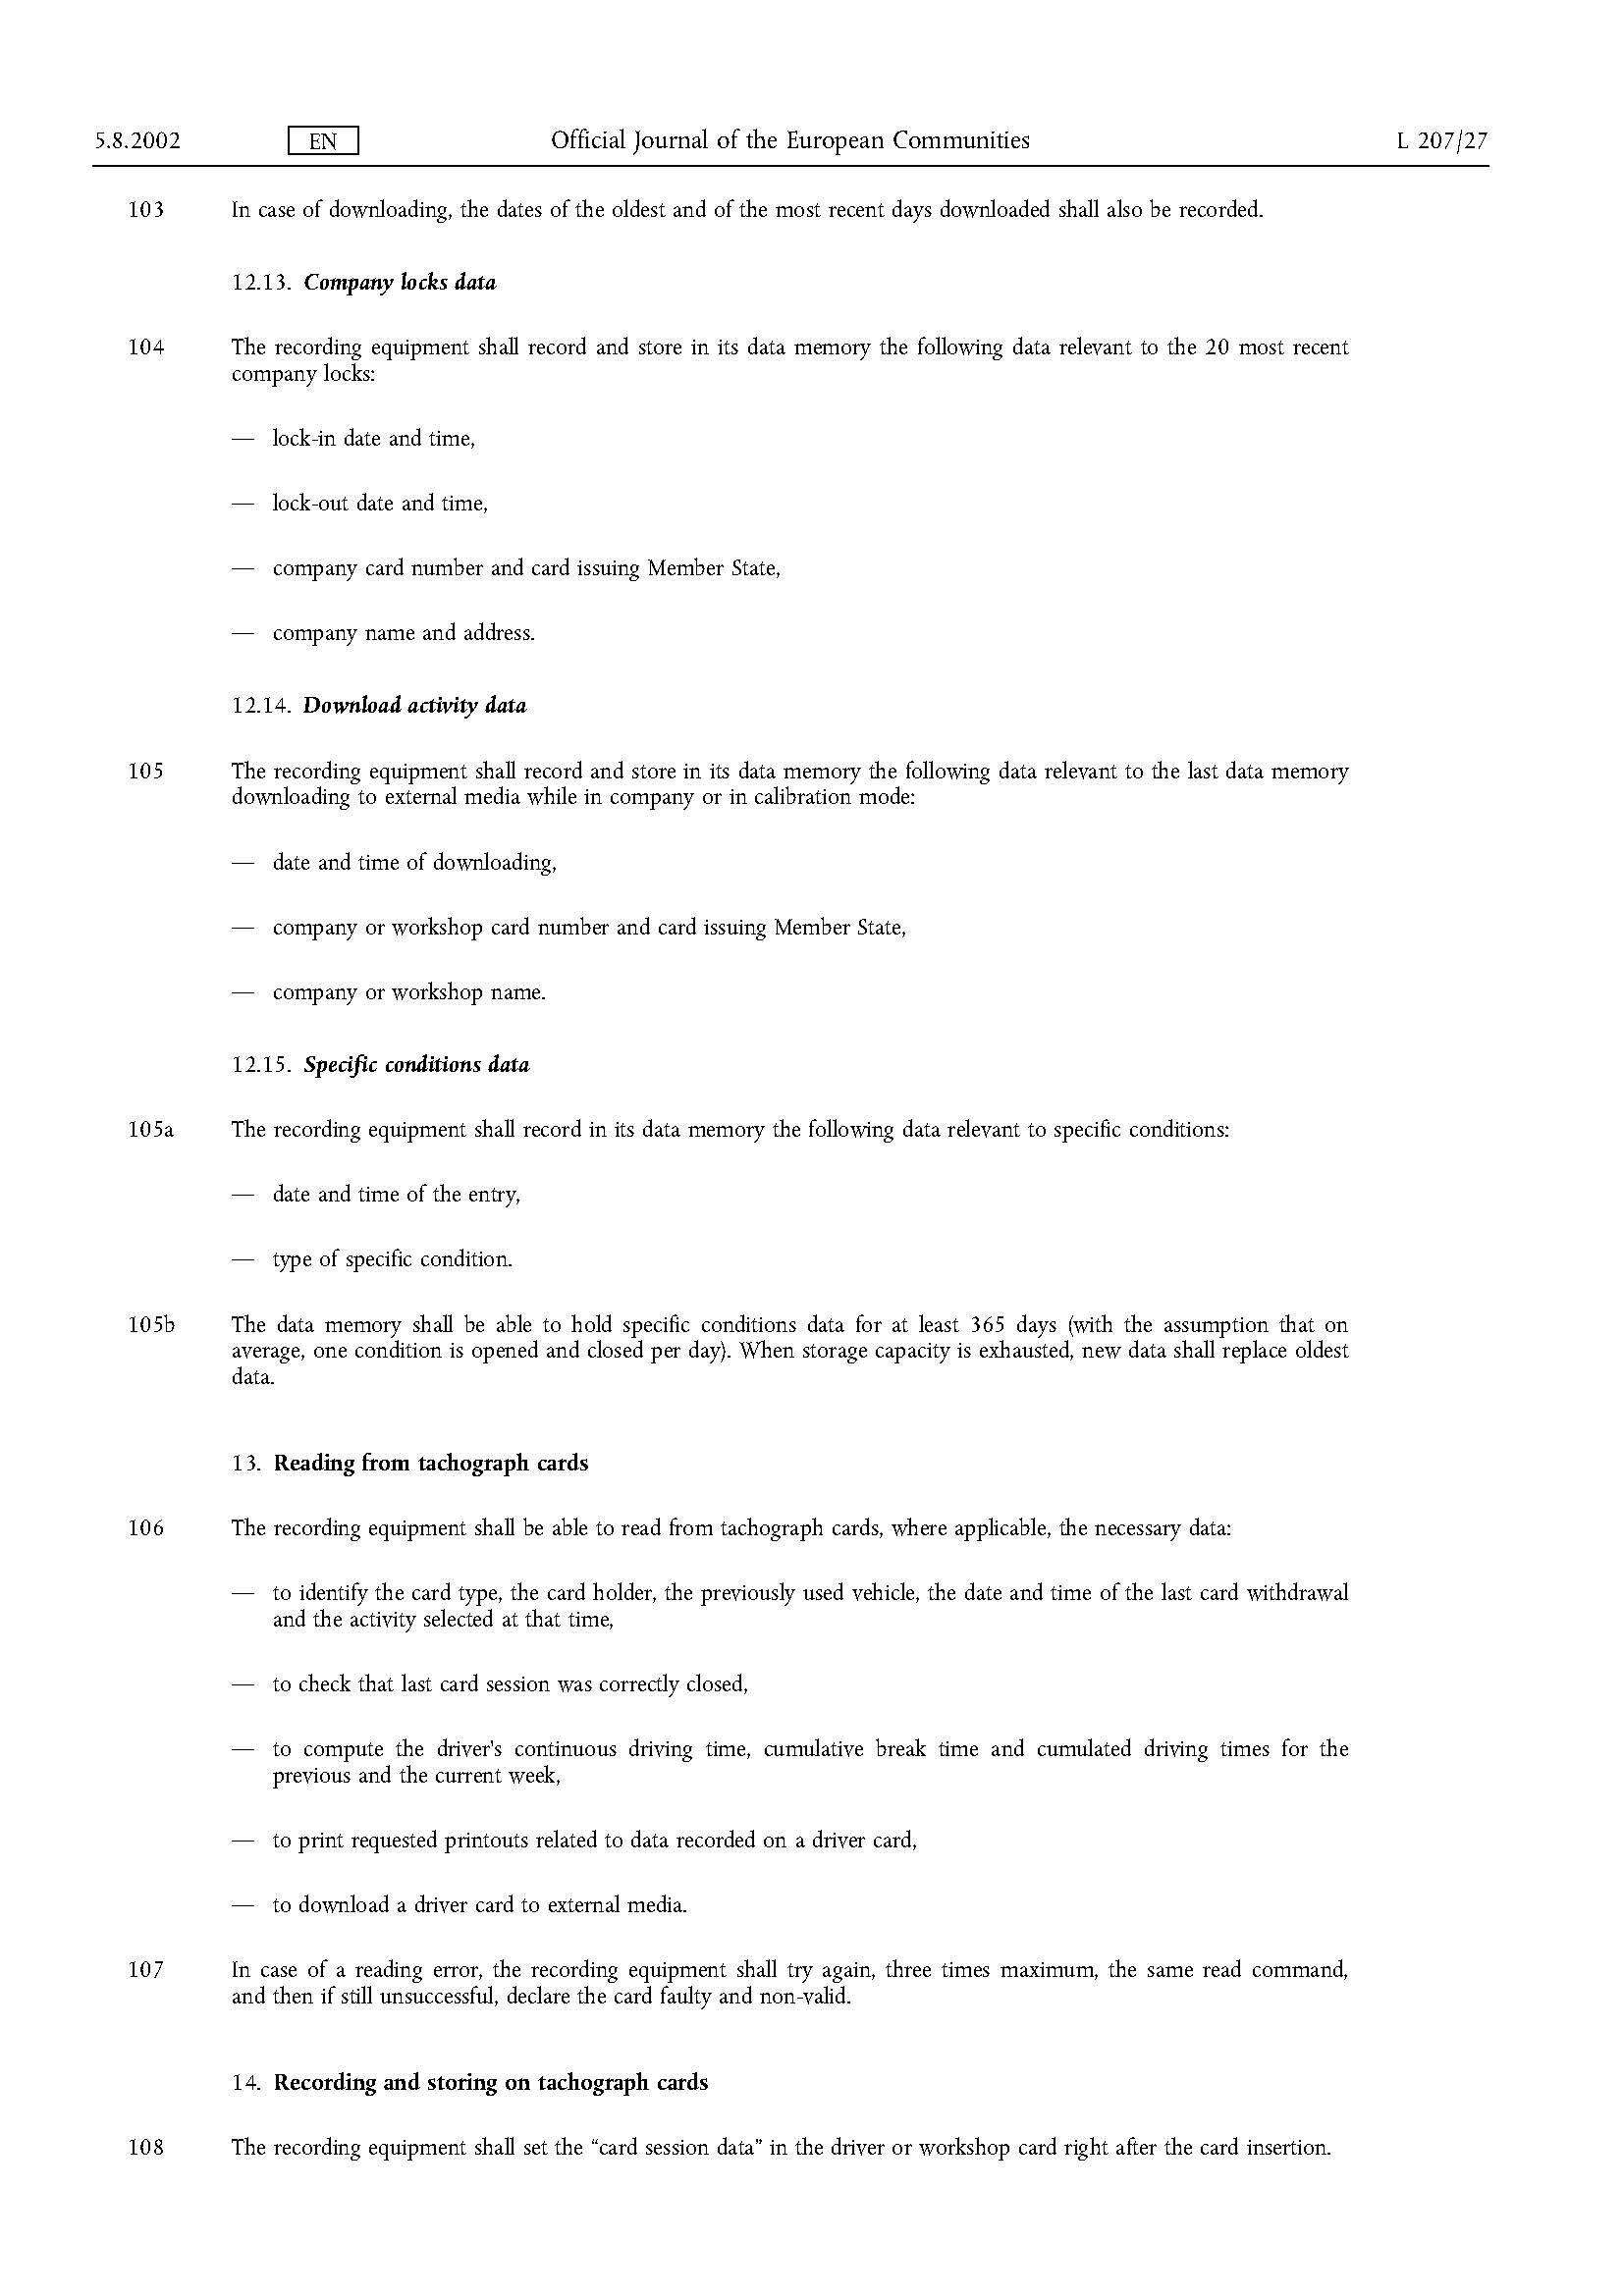 5.8.2002 EN Official Journal of the European Communities L 207/27
103 In case of downloading, the dates of the oldest and of the most recent days downloaded shall also be recorded.
12.13. Company locks data
104 The recording equipment shall record and store in its data memory the following data relevant to the 20 most recent
company locks:
— lock-in date and time,
— lock-out date and time,
— company card number and card issuing Member State,
— company name and address.
12.14. Download activity data
105 The recording equipment shall record and store in its data memory the following data relevant to the last data memory
downloading to external media while in company or in calibration mode:
— date and time of downloading,
— company or workshop card number and card issuing Member State,
— company or workshop name.
12.15. Specific conditions data
105a The recording equipment shall record in its data memory the following data relevant to specific conditions:
— date and time of the entry,
— type of specific condition.
105b The data memory shall be able to hold specific conditions data for at least 365 days (with the assumption that on
average, one condition is opened and closed per day). When storage capacity is exhausted, new data shall replace oldest
data.
13. Reading from tachograph cards
106 The recording equipment shall be able to read from tachograph cards, where applicable, the necessary data:
— to identify the card type, the card holder, the previously used vehicle, the date and time of the last card withdrawal
and the activity selected at that time,
— to check that last card session was correctly closed,
— to compute the driver's continuous driving time, cumulative break time and cumulated driving times for the
previous and the current week,
— to print requested printouts related to data recorded on a driver card,
— to download a driver card to external media.
107 In case of a reading error, the recording equipment shall try again, three times maximum, the same read command,
and then if still unsuccessful, declare the card faulty and non-valid.
14. Recording and storing on tachograph cards
108 The recording equipment shall set the “card session data” in the driver or workshop card right after the card insertion.